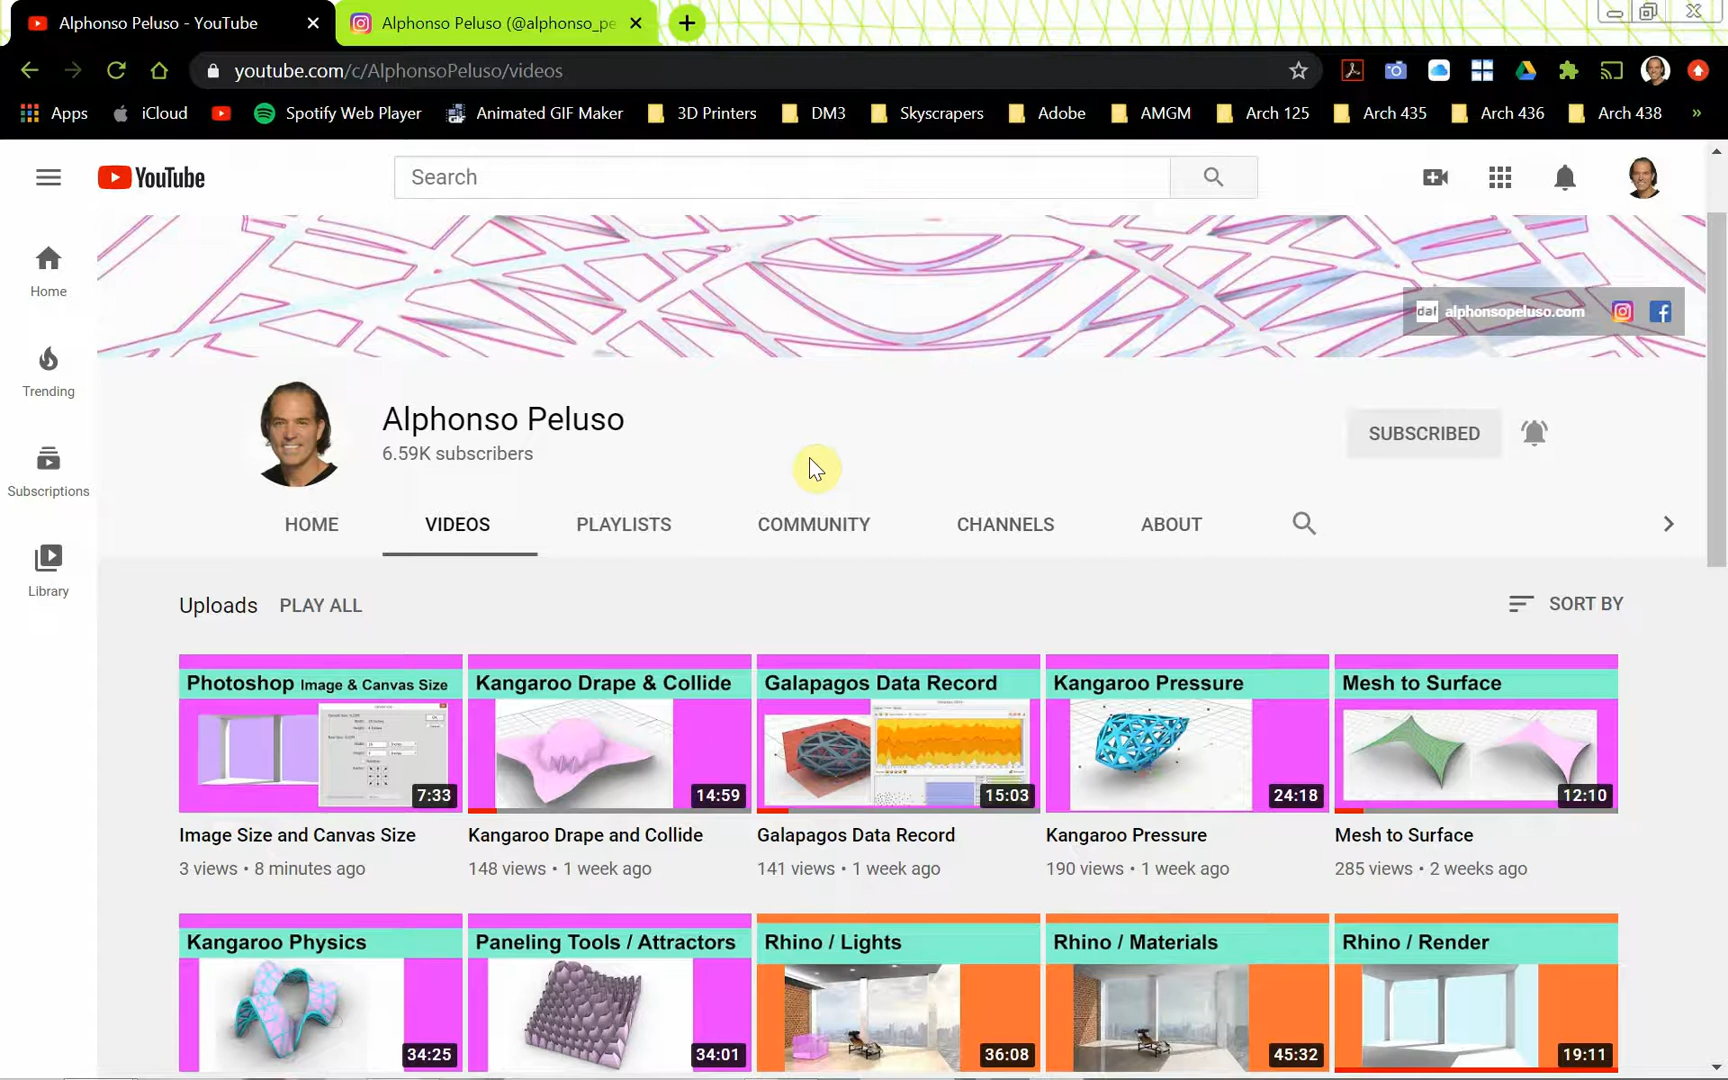 Alphonso Peluso - YouTube
Alphonso Peluso (@alphonso_pe
youtube.com/c/AlphonsoPeluso/videos
Apps iCloud Spotify Web Player Animated GIF Maker 3D Printers DM3 Skyscrapers Adobe AMGM Arch 125 Arch 435 Arch 436 Arch 438 »
YouTube
Search
Home
Trending
Subscriptions
Library
daf alphonsopeluso.com
Alphonso Peluso
6.59K subscribers
SUBSCRIBED
HOME VIDEOS PLAYLISTS COMMUNITY CHANNELS ABOUT
Uploads PLAY ALL
SORT BY
Photoshop Image & Canvas Size
7:33
Image Size and Canvas Size
3 views • 8 minutes ago
Kangaroo Drape & Collide
14:59
Kangaroo Drape and Collide
148 views • 1 week ago
Galapagos Data Record
15:03
Galapagos Data Record
141 views • 1 week ago
Kangaroo Pressure
24:18
Kangaroo Pressure
190 views • 1 week ago
Mesh to Surface
12:10
Mesh to Surface
285 views • 2 weeks ago
Kangaroo Physics
34:25
Paneling Tools / Attractors
34:01
Rhino / Lights
36:08
Rhino / Materials
45:32
Rhino / Render
19:11